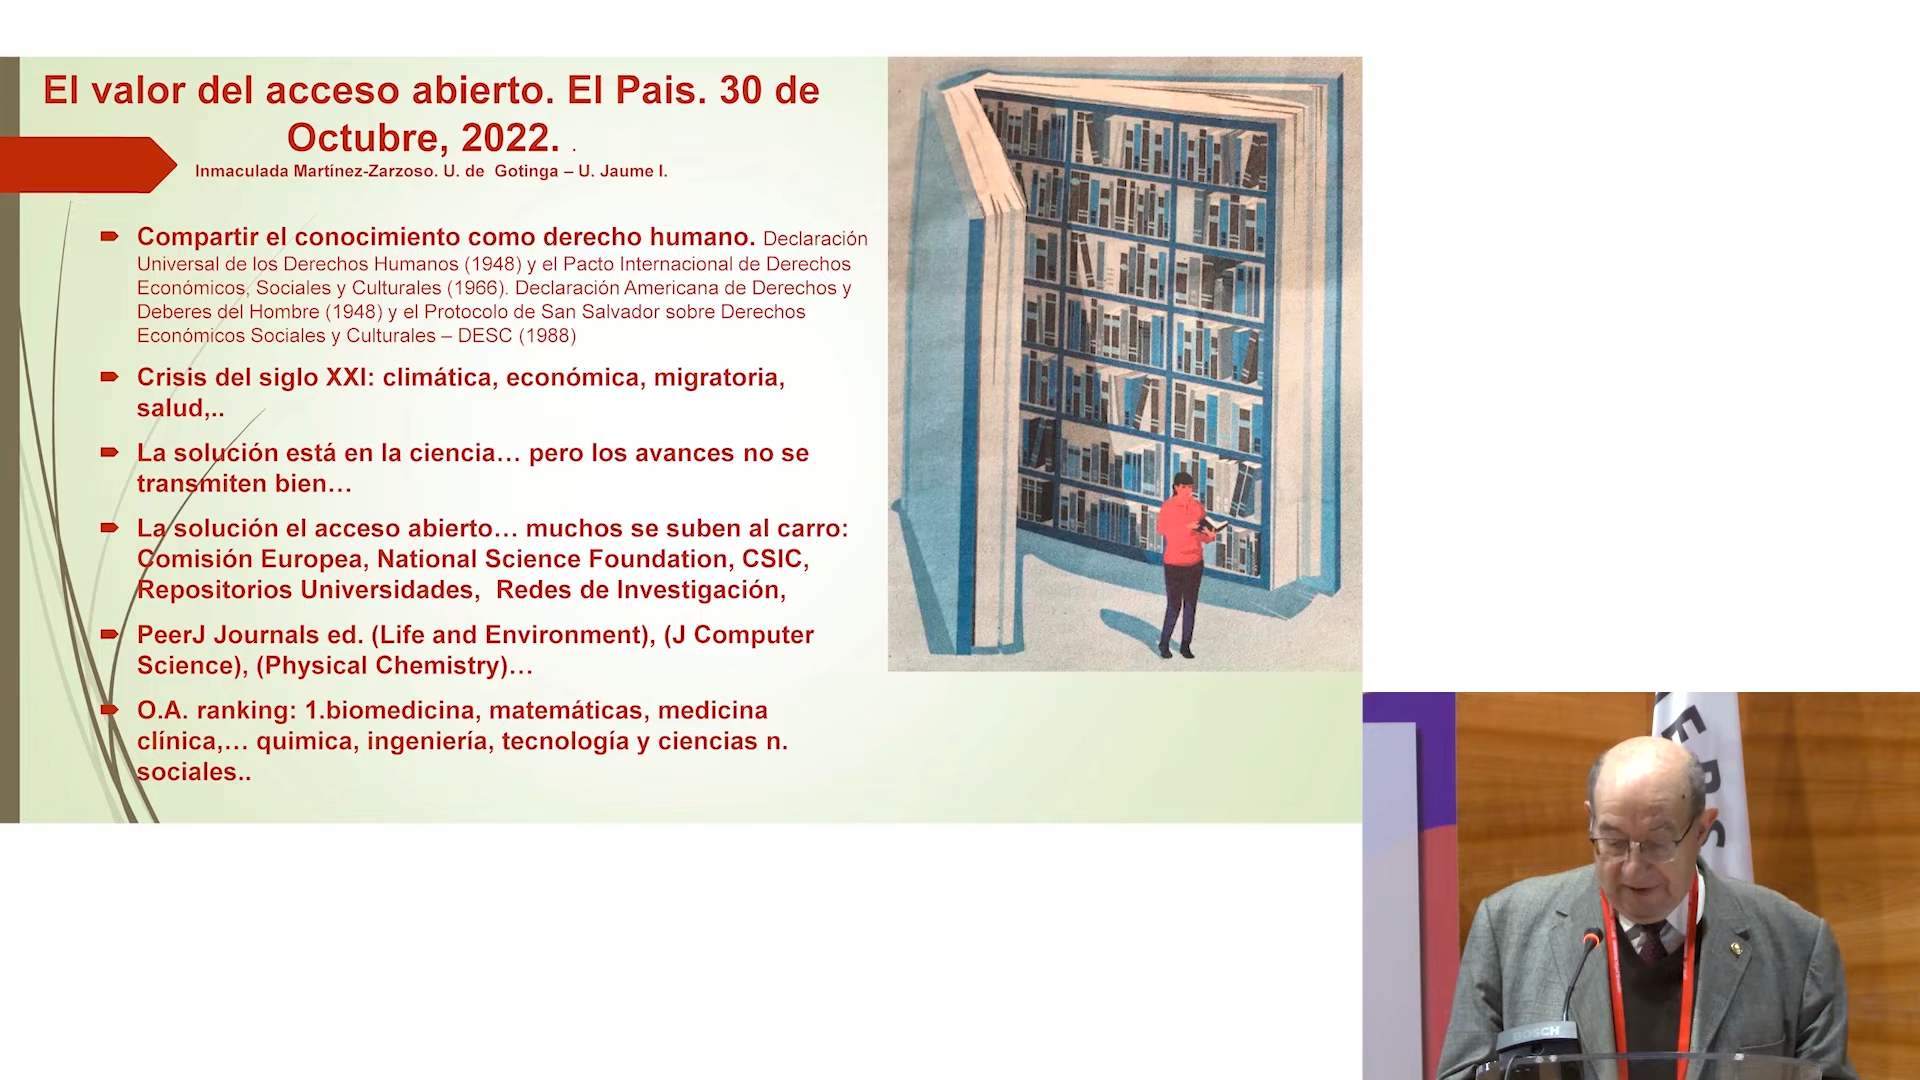 El valor del acceso abierto. El Pais. 30 de
Octubre, 2022. .
Inmaculada Martínez-Zarzoso. U. de  Gotinga – U. Jaume I.
Compartir el conocimiento como derecho humano. Declaración
Universal de los Derechos Humanos (1948) y el Pacto Internacional de Derechos
Económicos, Sociales y Culturales (1966). Declaración Americana de Derechos y
Deberes del Hombre (1948) y el Protocolo de San Salvador sobre Derechos
Económicos Sociales y Culturales – DESC (1988)
Crisis del siglo XXI: climática, económica, migratoria,
salud,..
La solución está en la ciencia… pero los avances no se
transmiten bien…
La solución el acceso abierto… muchos se suben al carro:
Comisión Europea, National Science Foundation, CSIC,
Repositorios Universidades,  Redes de Investigación,
PeerJ Journals ed. (Life and Environment), (J Computer
Science), (Physical Chemistry)…
O.A. ranking: 1.biomedicina, matemáticas, medicina
clínica,… quimica, ingeniería, tecnología y ciencias n.
sociales..
BOSCH